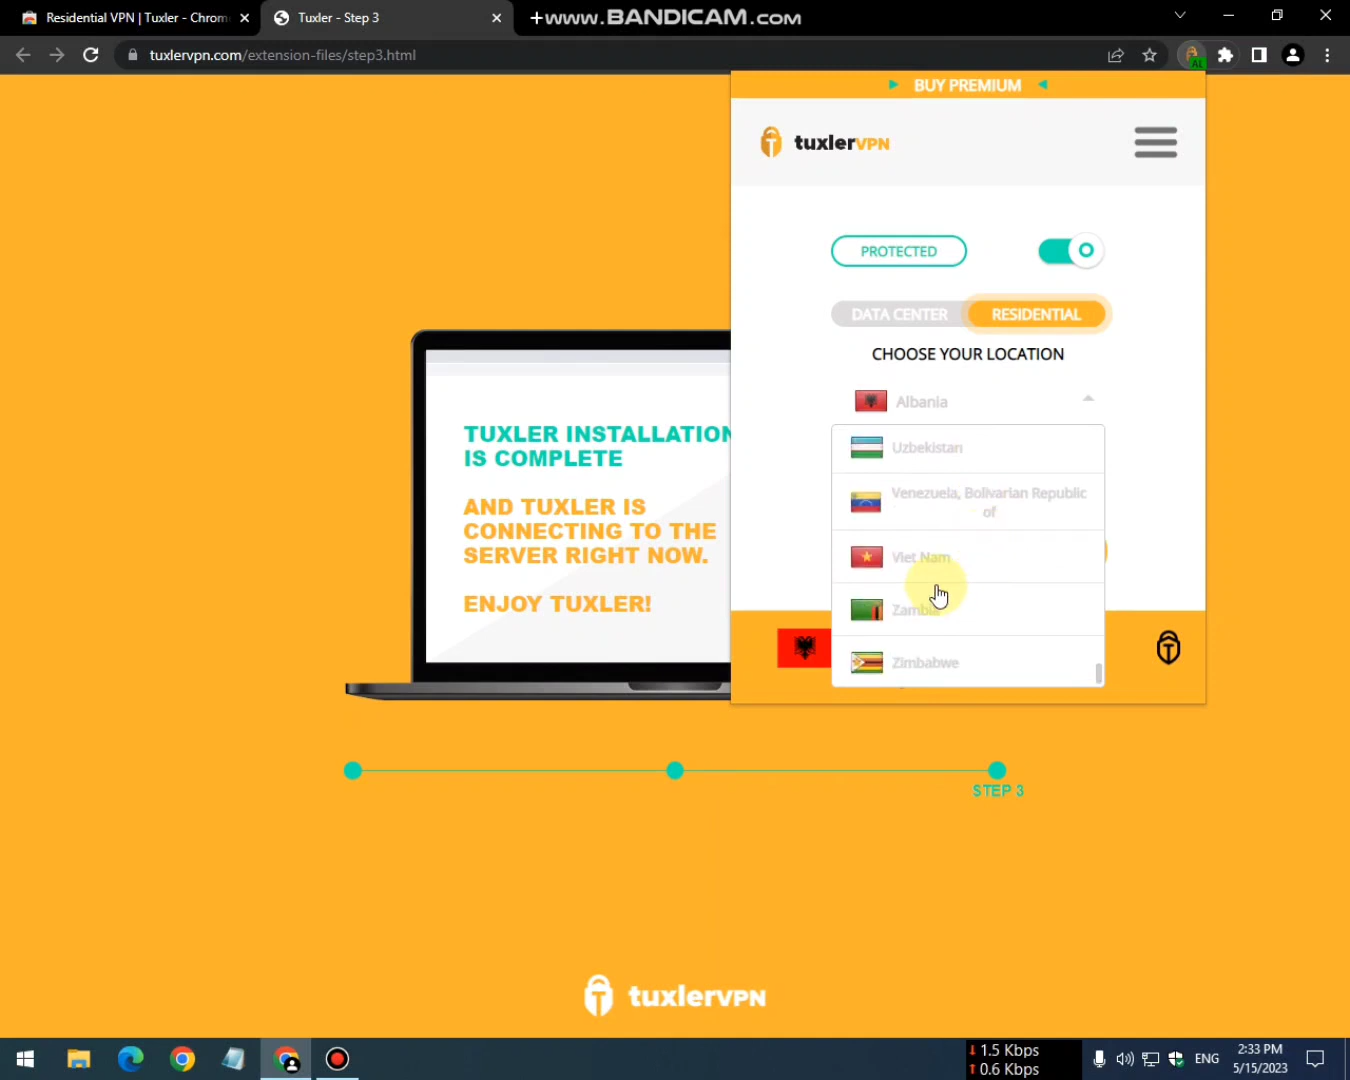 Residential VPN | Tuxler - Chrom
Tuxler - Step 3
www.BANDICAM.com
tuxlervpn.com/extension-files/step3.html
AL
BUY PREMIUM
tuxlerVPN
PROTECTED
DATA CENTER
RESIDENTIAL
CHOOSE YOUR LOCATION
Albania
Uzbekistan
Venezuela, Bolivarian Republic
of
Viet Nam
Zambia
Zimbabwe
TUXLER INSTALLATION
IS COMPLETE
AND TUXLER IS
CONNECTING TO THE
SERVER RIGHT NOW.
ENJOY TUXLER!
STEP 3
tuxlerVPN
1.5 Kbps
0.6 Kbps
ENG
2:33 PM
5/15/2023